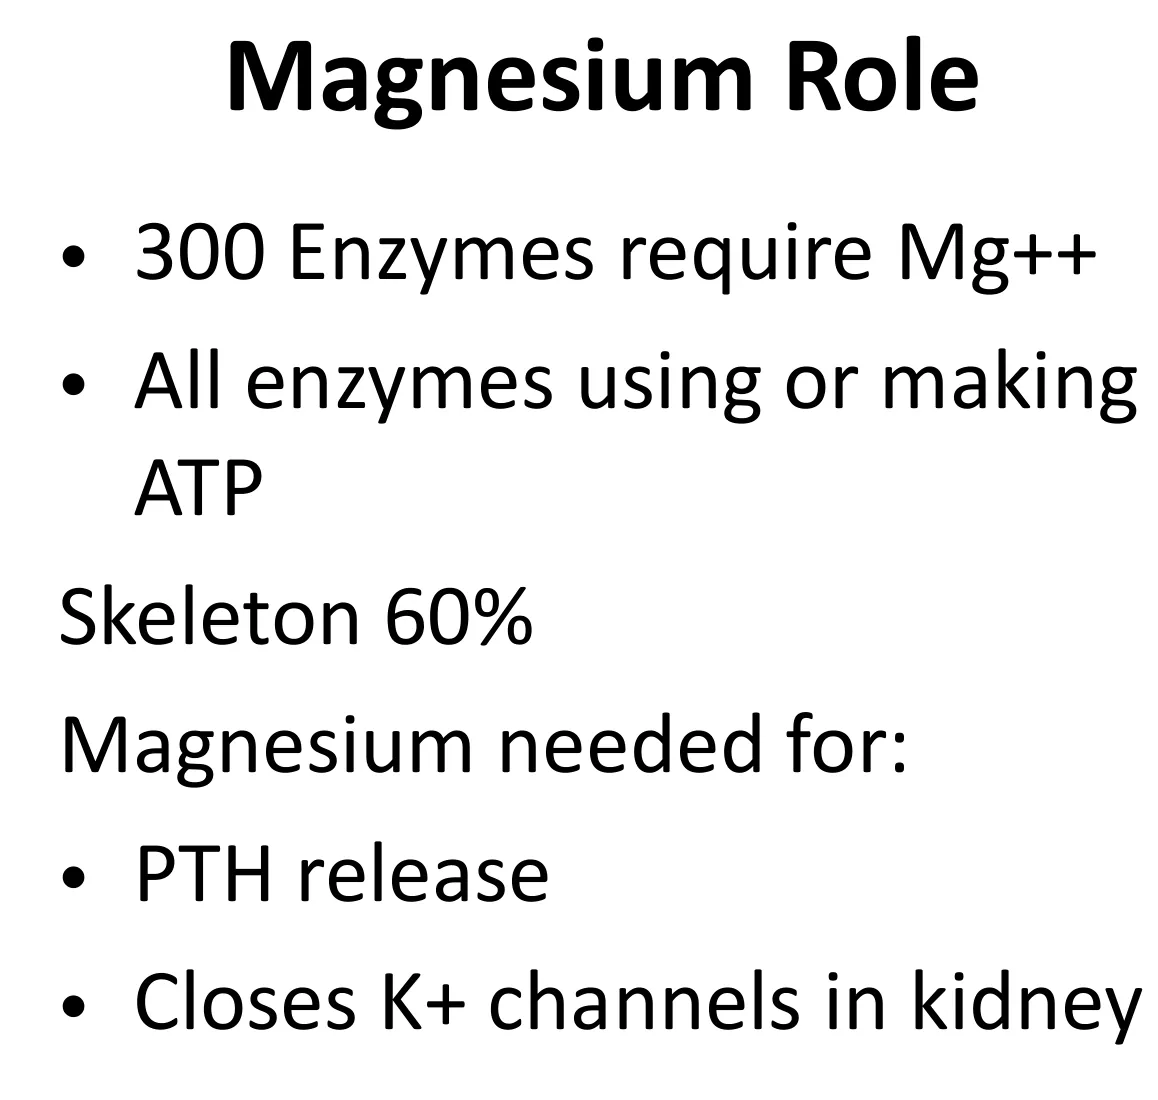 Magnesium Role
• 300 Enzymes require Mg++
• All enzymes using or making
ATP
Skeleton 60%
Magnesium needed for:
• PTH release
• Closes K+ channels in kidney